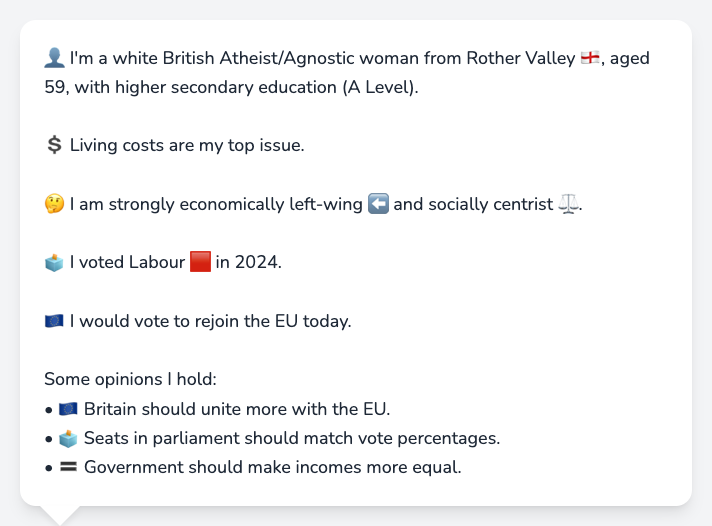 👤 I'm a white British Atheist/Agnostic woman from Rother Valley 🏴󠁧󠁢󠁥󠁮󠁧󠁿, aged
59, with higher secondary education (A Level).
💲 Living costs are my top issue.
🤔 I am strongly economically left-wing ⬅️ and socially centrist ⚖️.
🗳️ I voted Labour 🟥 in 2024.
🇪🇺 I would vote to rejoin the EU today.
Some opinions I hold:
• 🇪🇺 Britain should unite more with the EU.
• 🗳️ Seats in parliament should match vote percentages.
• 🟰 Government should make incomes more equal.